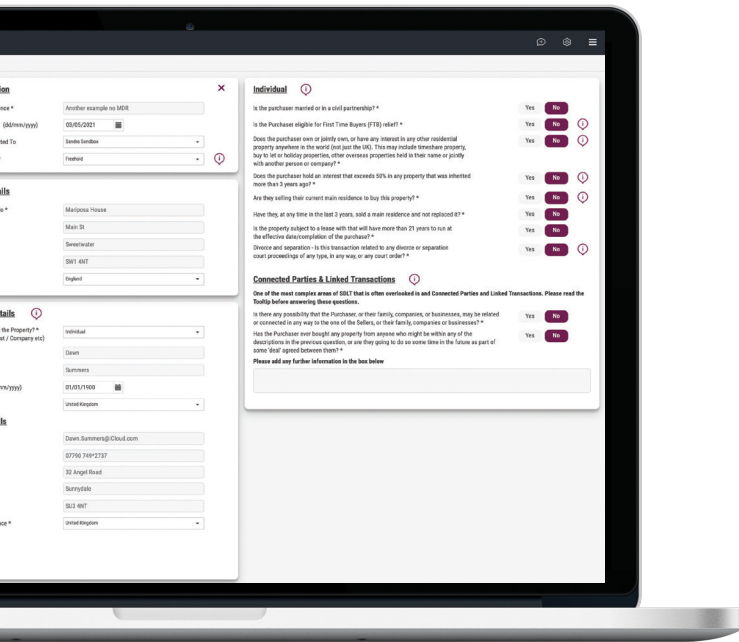 tion
ence *
Another example no MDR
(dd/mm/yyyy)
03/05/2021
ted To
Sandra Sandbox
Freehold
ails
Mariposa House
Main St
Sweetwater
SW1 4NT
England
tails
the Property? *
st / Company etc)
Individual
Dawn
Summers
mm/yyyy)
01/01/1900
United Kingdom
ils
Dawn.Summers@iCloud.com
07790 749*2737
32 Angel Road
Sunnydale
SU3 4NT
nce *
United Kingdom
Individual
Is the purchaser married or in a civil partnership? *
Yes No
Is the Purchaser eligible for First Time Buyers (FTB) relief? *
Yes No
Does the purchaser own or jointly own, or have any interest in any other residential
property anywhere in the world (not just the UK). This may include timeshare property,
buy to let or holiday properties, other overseas properties held in their name or jointly
with another person or company? *
Yes No
Does the purchaser hold an interest that exceeds 50% in any property that was inherited
more than 3 years ago? *
Yes No
Are they selling their current main residence to buy this property? *
Yes No
Have they, at any time in the last 3 years, sold a main residence and not replaced it? *
Yes No
Is the property subject to a lease with that will have more than 21 years to run at
the effective date/completion of the purchase? *
Yes No
Divorce and separation - Is this transaction related to any divorce or separation
court proceedings of any type, in any way, or any court order? *
Yes No
Connected Parties & Linked Transactions
One of the most complex areas of SDLT that is often overlooked is and Connected Parties and Linked Transactions. Please read the
Tooltip before answering these questions.
Is there any possibility that the Purchaser, or their family, companies, or businesses, may be related
or connected in any way to the one of the Sellers, or their family, companies or businesses? *
Yes No
Has the Purchaser ever bought any property from anyone who might be within any of the
descriptions in the previous question, or are they going to do so some time in the future as part of
some 'deal' agreed between them? *
Yes No
Please add any further information in the box below